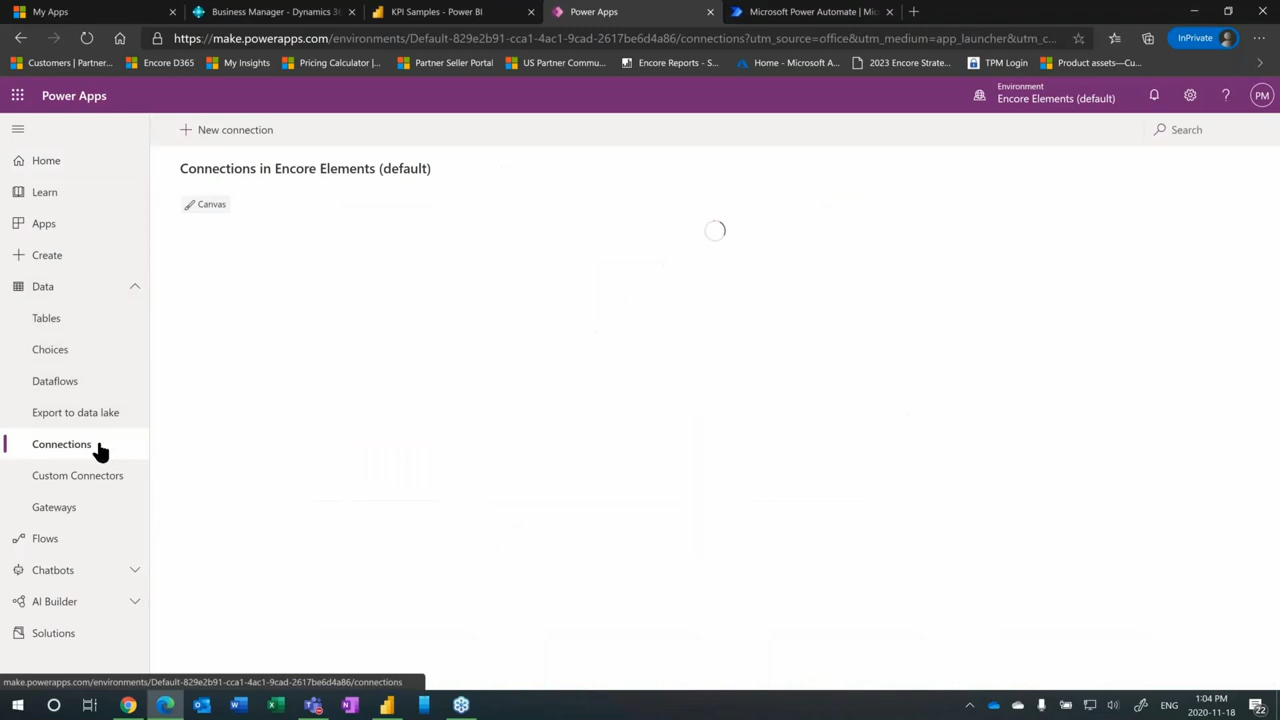 My Apps
Business Manager - Dynamics 3
KPI Samples - Power BI
Power Apps
Microsoft Power Automate | Mic
https://make.powerapps.com/environments/Default-829e2b91-cca1-4ac1-9cad-2617be6d4a86/connections?utm_source=office&utm_medium=app_launcher&utm_c...
InPrivate
Customers | Partner...
Encore D365
My Insights
Pricing Calculator |...
Partner Seller Portal
US Partner Commu...
Encore Reports - S...
Home - Microsoft A...
2023 Encore Strate...
TPM Login
Product assets—Cu...
Power Apps
Environment
Encore Elements (default)
PM
New connection
Search
Connections in Encore Elements (default)
Canvas
Home
Learn
Apps
Create
Data
Tables
Choices
Dataflows
Export to data lake
Connections
Custom Connectors
Gateways
Flows
Chatbots
AI Builder
Solutions
make.powerapps.com/environments/Default-829e2b91-cca1-4ac1-9cad-2617be6d4a86/connections
ENG
1:04 PM
2020-11-18
22